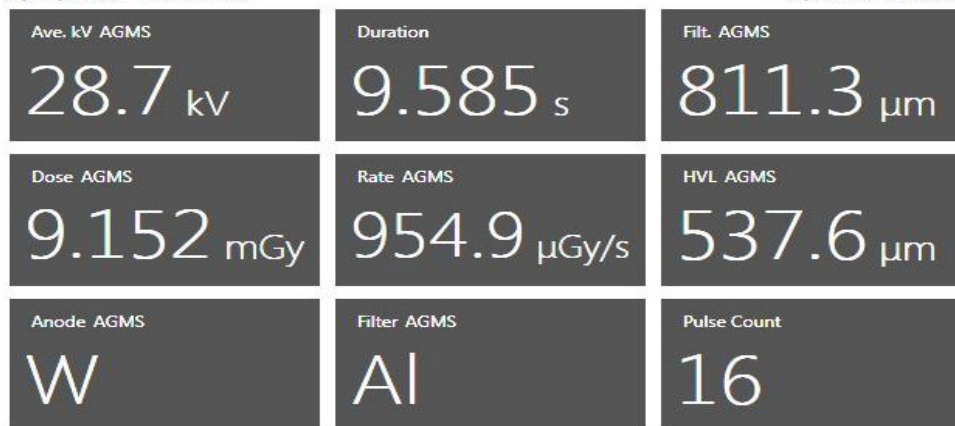 Ave. kV AGMS
28.7 kV
Duration
9.585 s
Filt. AGMS
811.3 µm
Dose AGMS
9.152 mGy
Rate AGMS
954.9 µGy/s
HVL AGMS
537.6 µm
Anode AGMS
W
Filter AGMS
Al
Pulse Count
16